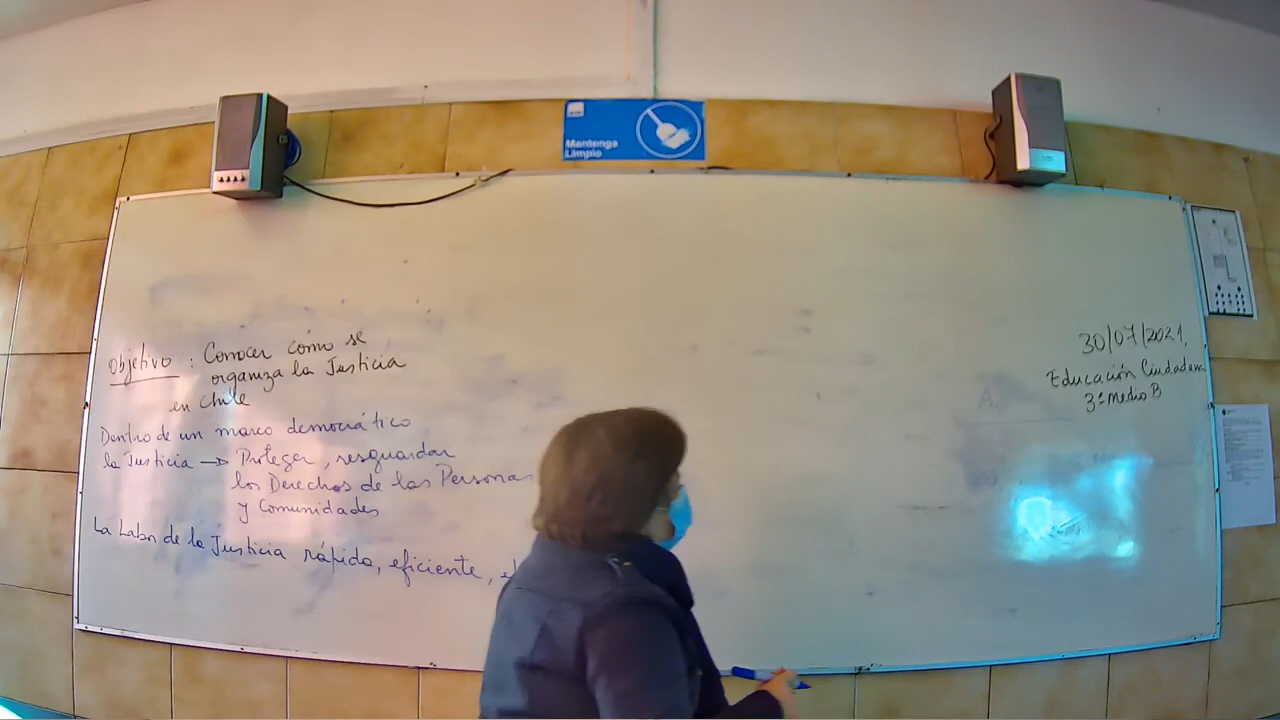 Mantenga
Limpio
30/07/2021,
Educación Ciudadana
3º Medio B
Objetivo : Conocer cómo se
organiza la Justicia
en Chile
Dentro de un marco democrático
la Justicia → Proteger, resguardar
los Derechos de las Personas
y Comunidades
La Labor de la Justicia rápida, eficiente,